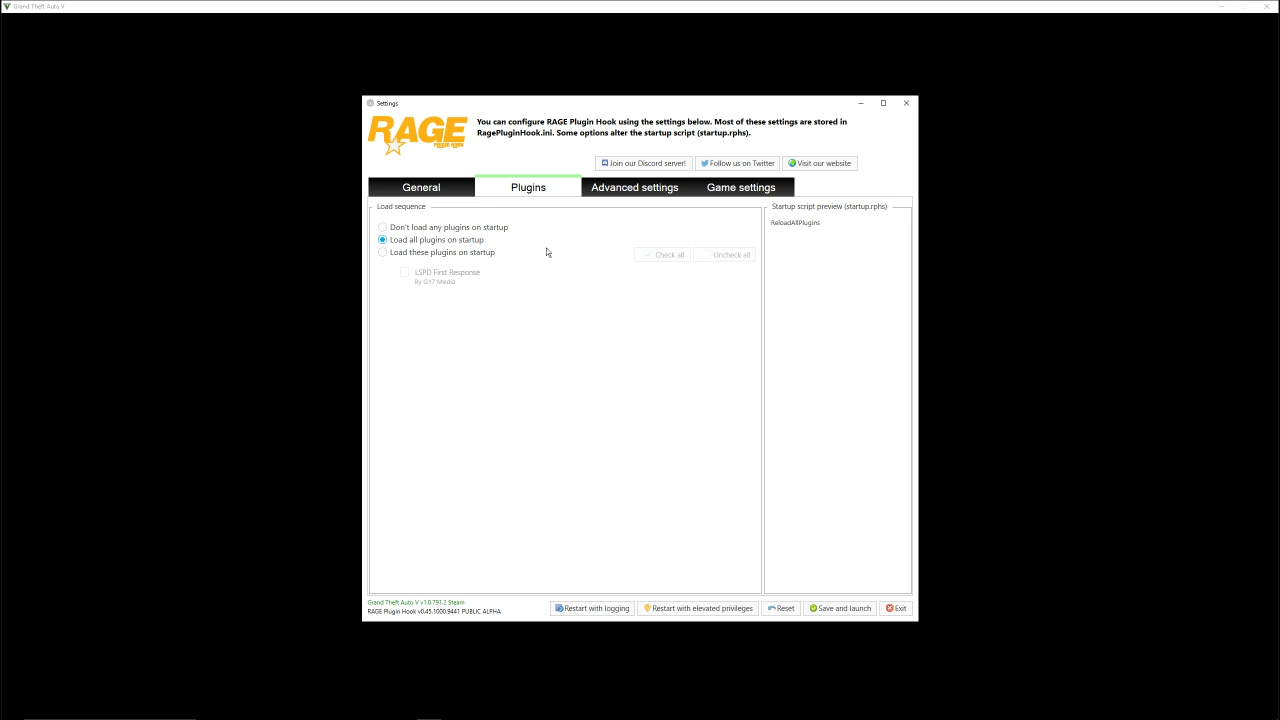 Grand Theft Auto V
Settings
RAGE
PLUGIN HOOK
You can configure RAGE Plugin Hook using the settings below. Most of these settings are stored in
RagePluginHook.ini. Some options alter the startup script (startup.rphs).
Join our Discord server!
Follow us on Twitter
Visit our website
General
Plugins
Advanced settings
Game settings
Load sequence
Startup script preview (startup.rphs)
Don't load any plugins on startup
ReloadAllPlugins
Load all plugins on startup
Load these plugins on startup
Check all
Uncheck all
LSPD First Response
By G17 Media
Grand Theft Auto V v1.0.791.2 Steam
RAGE Plugin Hook v0.45.1000.9441 PUBLIC ALPHA
Restart with logging
Restart with elevated privileges
Reset
Save and launch
Exit